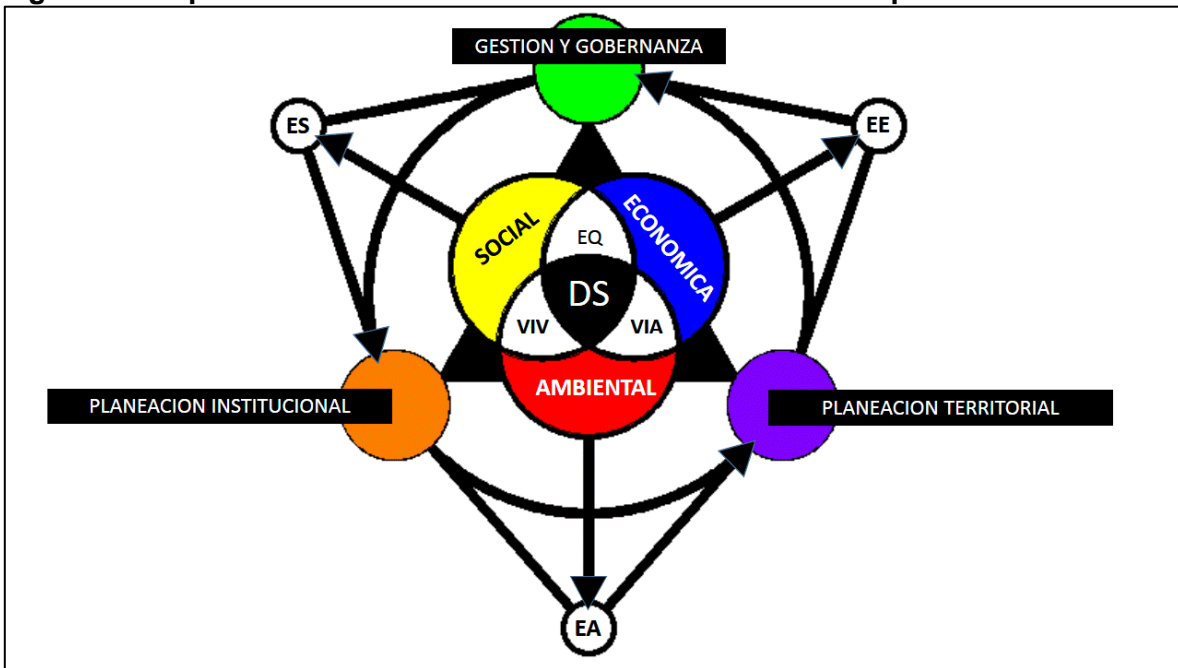 GESTION Y GOBERNANZA
ES
EE
SOCIAL
ECONOMICA
EQ
DS
VIV
VIA
AMBIENTAL
PLANEACION INSTITUCIONAL
PLANEACION TERRITORIAL
EA